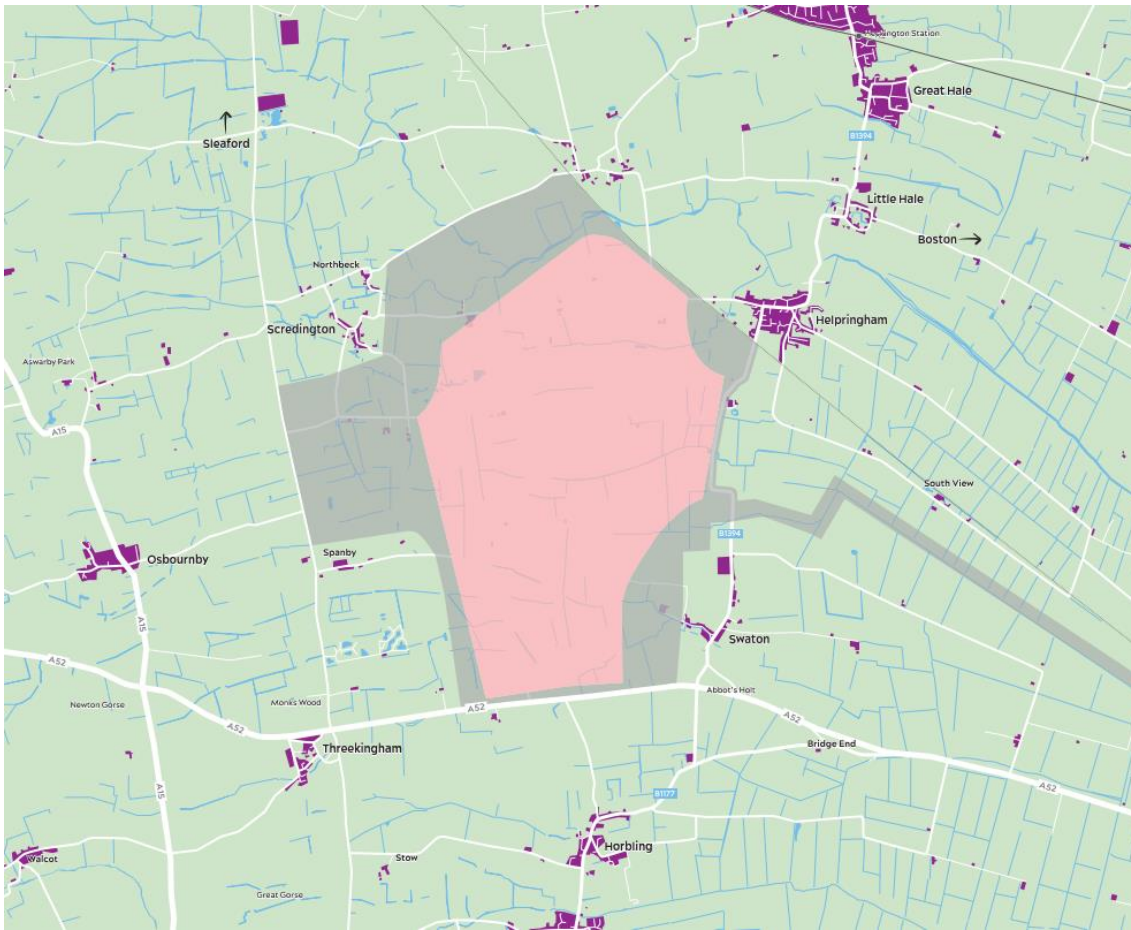 Heckington Station
Great Hale
Sleaford
B1394
Little Hale
Boston
Northbeck
Scredington
Helpringham
Aswarby Park
A15
South View
B1394
Spanby
Osbournby
A15
Swaton
A52
Abbot's Holt
Newton Gorse
Monks Wood
A52
A52
A52
Threekingham
Bridge End
A15
A52
B1177
Horbling
Walcot
Stow
Great Gorse